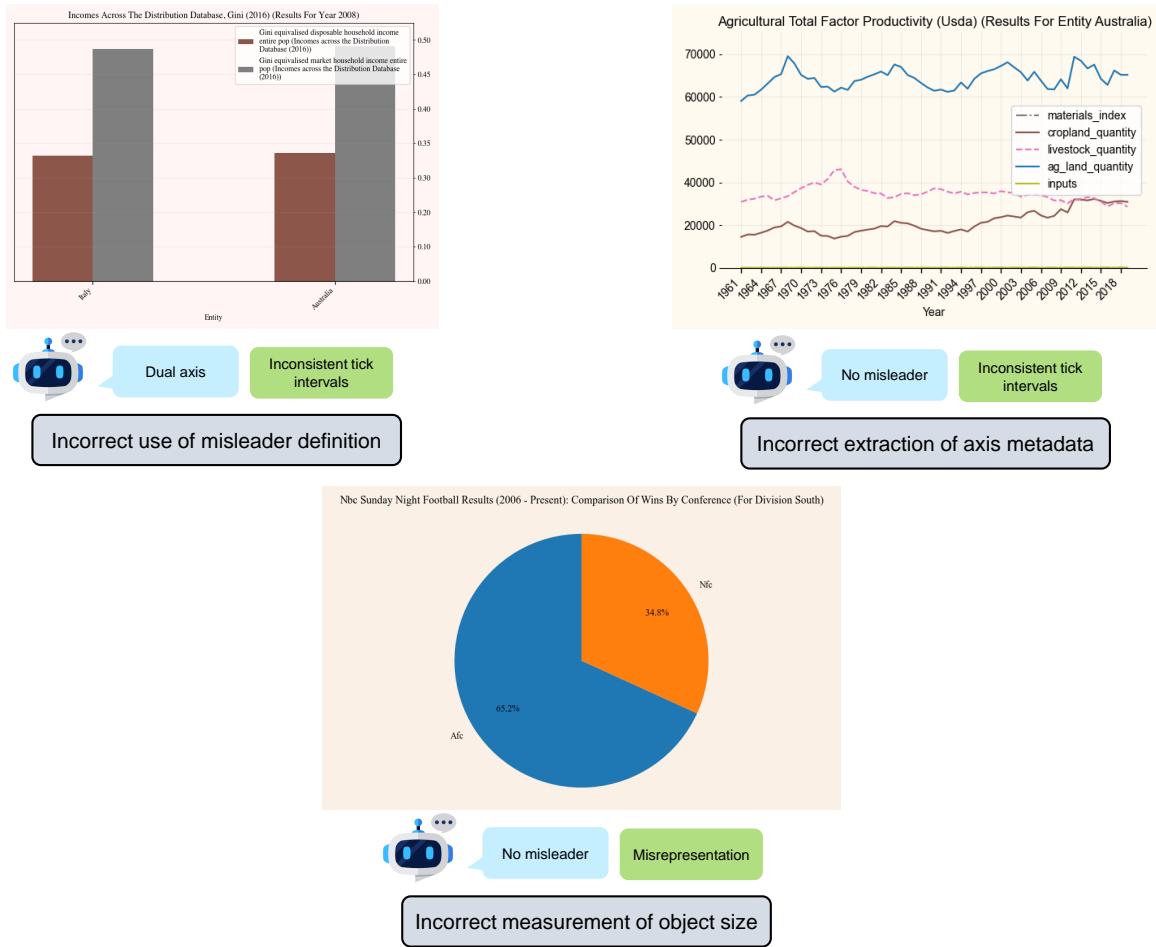 Incomes Across The Distribution Database, Gini (2016) (Results For Year 2008)
Gini equivalised disposable household income
entire pop (Incomes across the Distribution
Database (2016))
Gini equivalised market household income entire
pop (Incomes across the Distribution Database
(2016))
0.50
0.45
0.40
0.35
0.30
0.25
0.20
0.15
0.10
0.05
0.00
Italy
Australia
Entity
Dual axis
Inconsistent tick
intervals
Incorrect use of misleader definition
Agricultural Total Factor Productivity (Usda) (Results For Entity Australia)
70000
60000
50000
40000
30000
20000
0
materials_index
cropland_quantity
livestock_quantity
ag_land_quantity
inputs
1961
1964
1967
1970
1973
1976
1979
1982
1985
1988
1991
1994
1997
2000
2003
2006
2009
2012
2015
2018
Year
No misleader
Inconsistent tick
intervals
Incorrect extraction of axis metadata
Nbc Sunday Night Football Results (2006 - Present): Comparison Of Wins By Conference (For Division South)
Nfc
34.8%
65.2%
Afc
No misleader
Misrepresentation
Incorrect measurement of object size